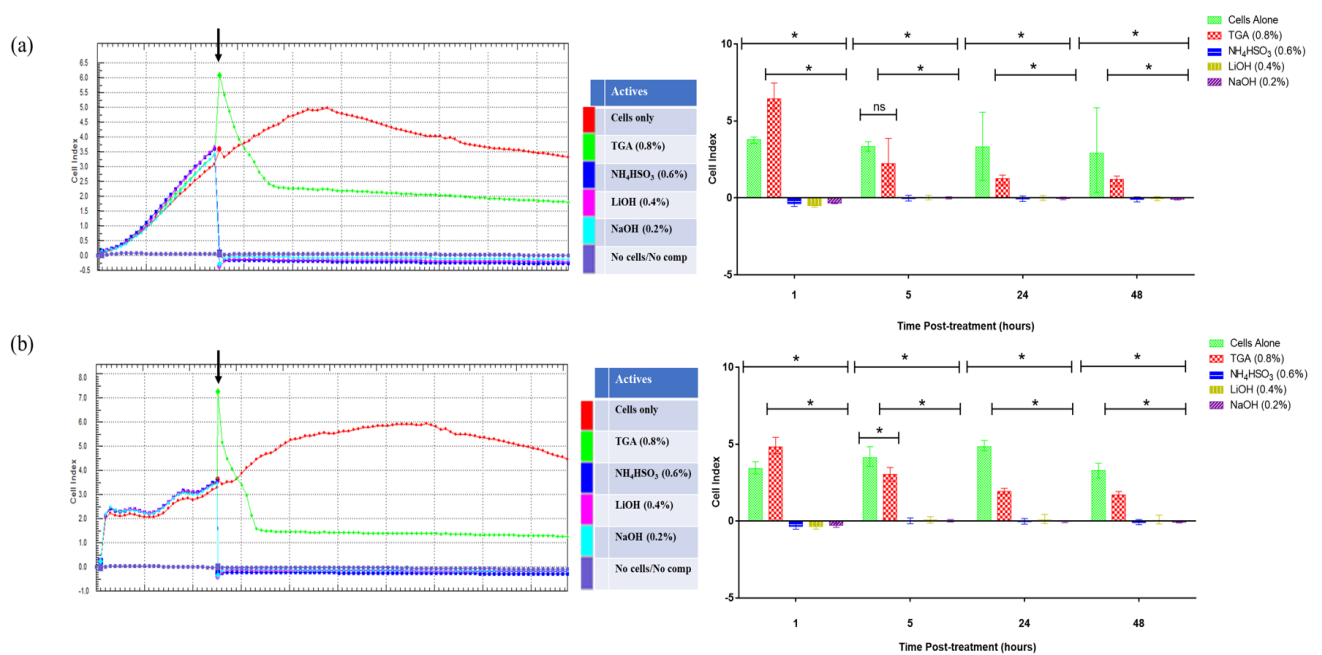 (a)
6.5
6.0
5.5
5.0
4.5
4.0
3.5
3.0
2.5
2.0
1.5
1.0
0.5
0.0
-0.5
Cell Index
Actives
Cells only
TGA (0.8%)
NH4HSO3 (0.6%)
LiOH (0.4%)
NaOH (0.2%)
No cells/No comp
10
5
0
-5
Cell Index
* * * *
* * * *
ns
1 5 24 48
Time Post-treatment (hours)
Cells Alone
TGA (0.8%)
NH4HSO3 (0.6%)
LiOH (0.4%)
NaOH (0.2%)
(b)
8.0
7.0
6.0
5.0
4.0
3.0
2.0
1.0
0.0
-1.0
Cell Index
Actives
Cells only
TGA (0.8%)
NH4HSO3 (0.6%)
LiOH (0.4%)
NaOH (0.2%)
No cells/No comp
10
5
0
-5
Cell Index
* * * *
* * * *
*
1 5 24 48
Time Post-treatment (hours)
Cells Alone
TGA (0.8%)
NH4HSO3 (0.6%)
LiOH (0.4%)
NaOH (0.2%)